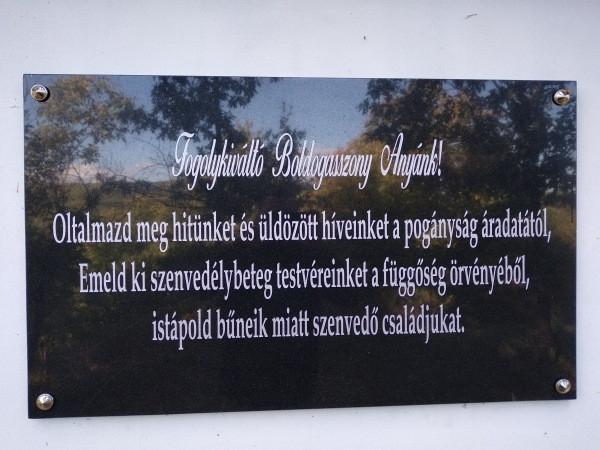 Fogolykiváltó Boldogasszony Anyánk!
Oltalmazd meg hitünket és üldözött híveinket a pogányság áradatától,
Emeld ki szenvedélybeteg testvéreinket a függőség örvényéből,
istápold bűneik miatt szenvedő családjukat.